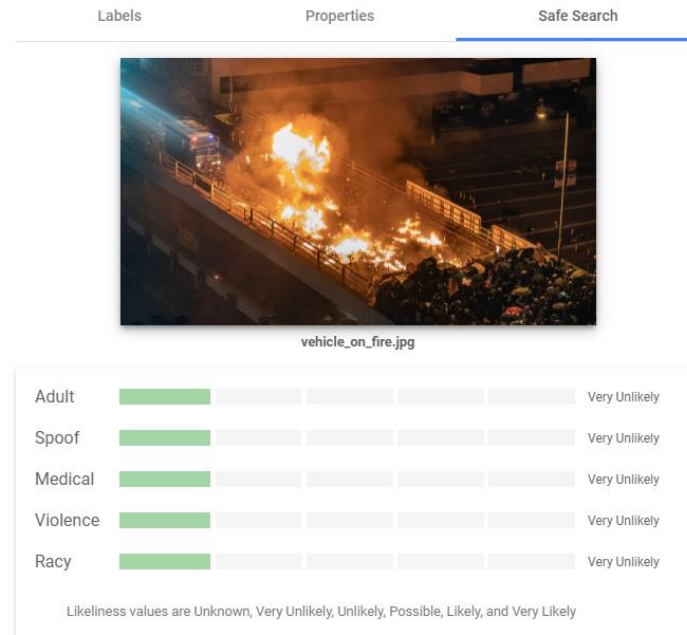 Labels Properties Safe Search
vehicle_on_fire.jpg
Adult Very Unlikely
Spoof Very Unlikely
Medical Very Unlikely
Violence Very Unlikely
Racy Very Unlikely
Likeliness values are Unknown, Very Unlikely, Unlikely, Possible, Likely, and Very Likely